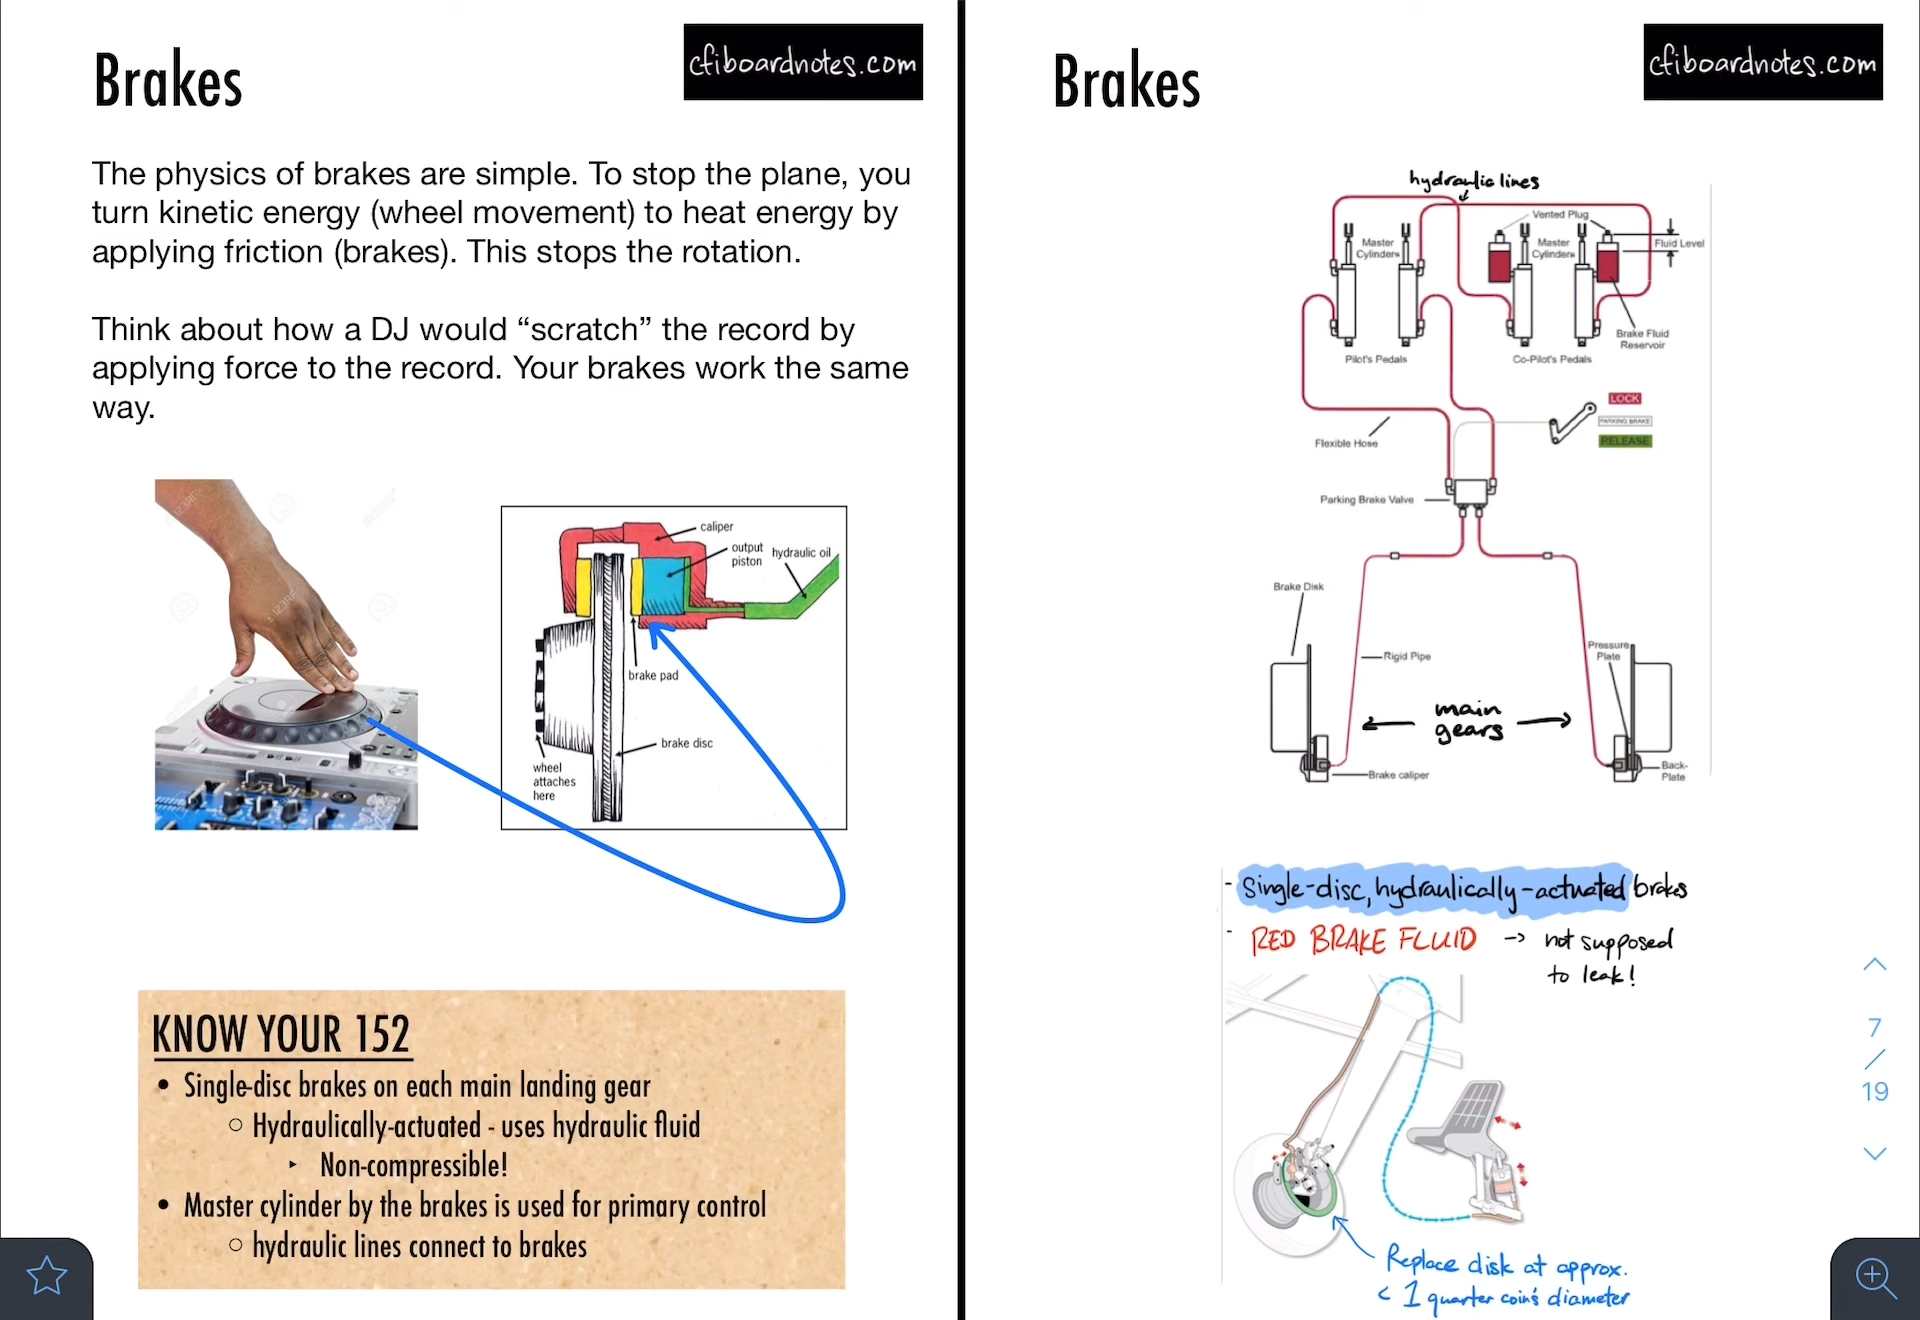 Brakes
cfiboardnotes.com
The physics of brakes are simple. To stop the plane, you
turn kinetic energy (wheel movement) to heat energy by
applying friction (brakes). This stops the rotation.
Think about how a DJ would “scratch” the record by
applying force to the record. Your brakes work the same
way.
123RF
123RF
caliper
output
piston
hydraulic oil
brake pad
brake disc
wheel
attaches
here
KNOW YOUR 152
• Single-disc brakes on each main landing gear
○ Hydraulically-actuated - uses hydraulic fluid
‣ Non-compressible!
• Master cylinder by the brakes is used for primary control
○ hydraulic lines connect to brakes
Brakes
cfiboardnotes.com
hydraulic lines
Vented Plug
Master
Cylinders
Master
Cylinders
Fluid Level
Brake Fluid
Reservoir
Pilot's Pedals
Co-Pilot's Pedals
LOCK
PARKING BRAKE
RELEASE
Flexible Hose
Parking Brake Valve
Brake Disk
Rigid Pipe
Pressure
Plate
main
gears
Brake caliper
Back-
Plate
- Single-disc, hydraulically-actuated brakes
- RED BRAKE FLUID -> not supposed
to leak!
Replace disk at approx.
< 1 quarter coin's diameter
7
/
19